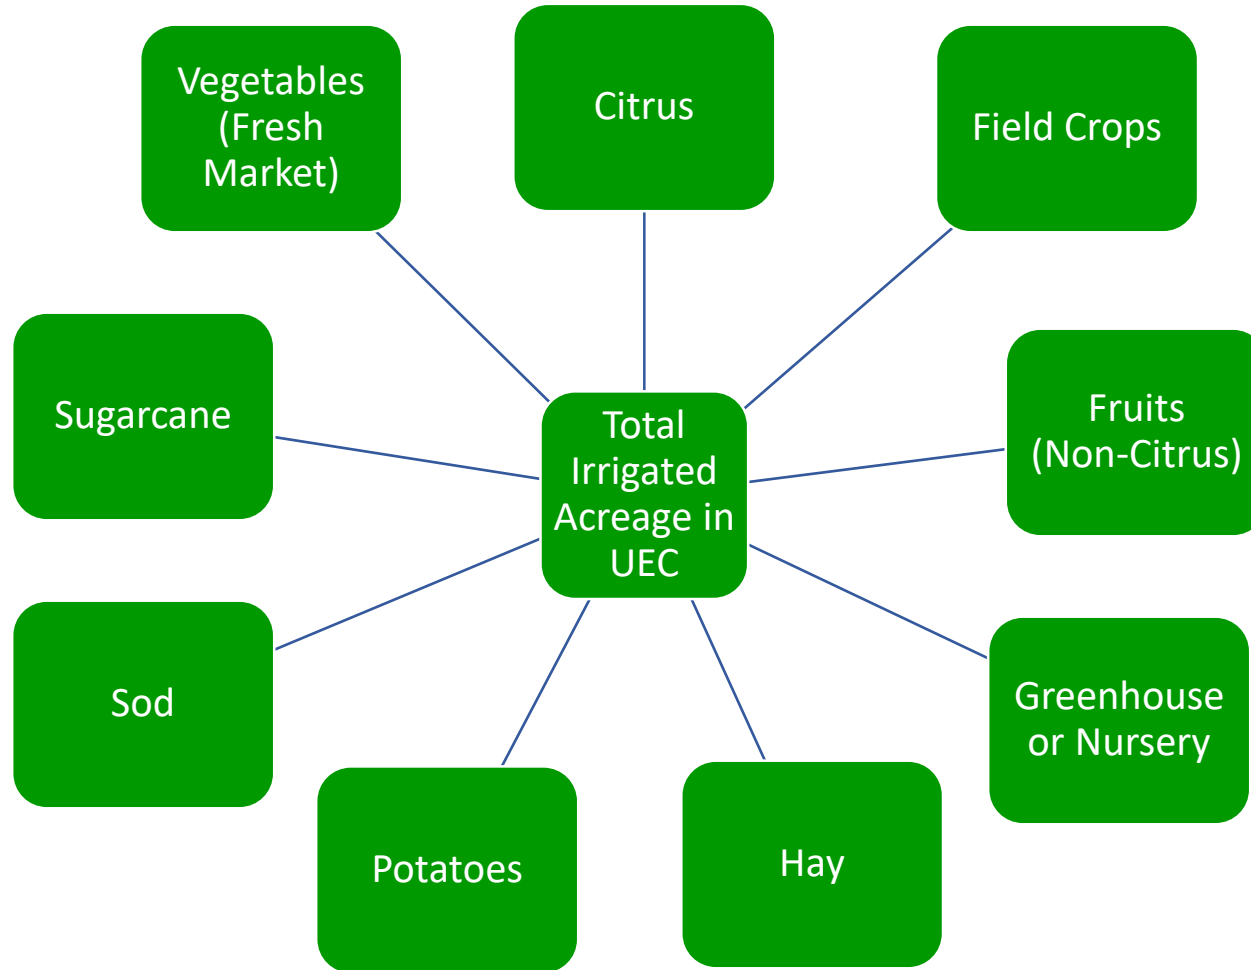 Vegetables
(Fresh
Market)
Citrus
Field Crops
Sugarcane
Total
Irrigated
Acreage in
UEC
Fruits
(Non-Citrus)
Sod
Greenhouse
or Nursery
Potatoes
Hay